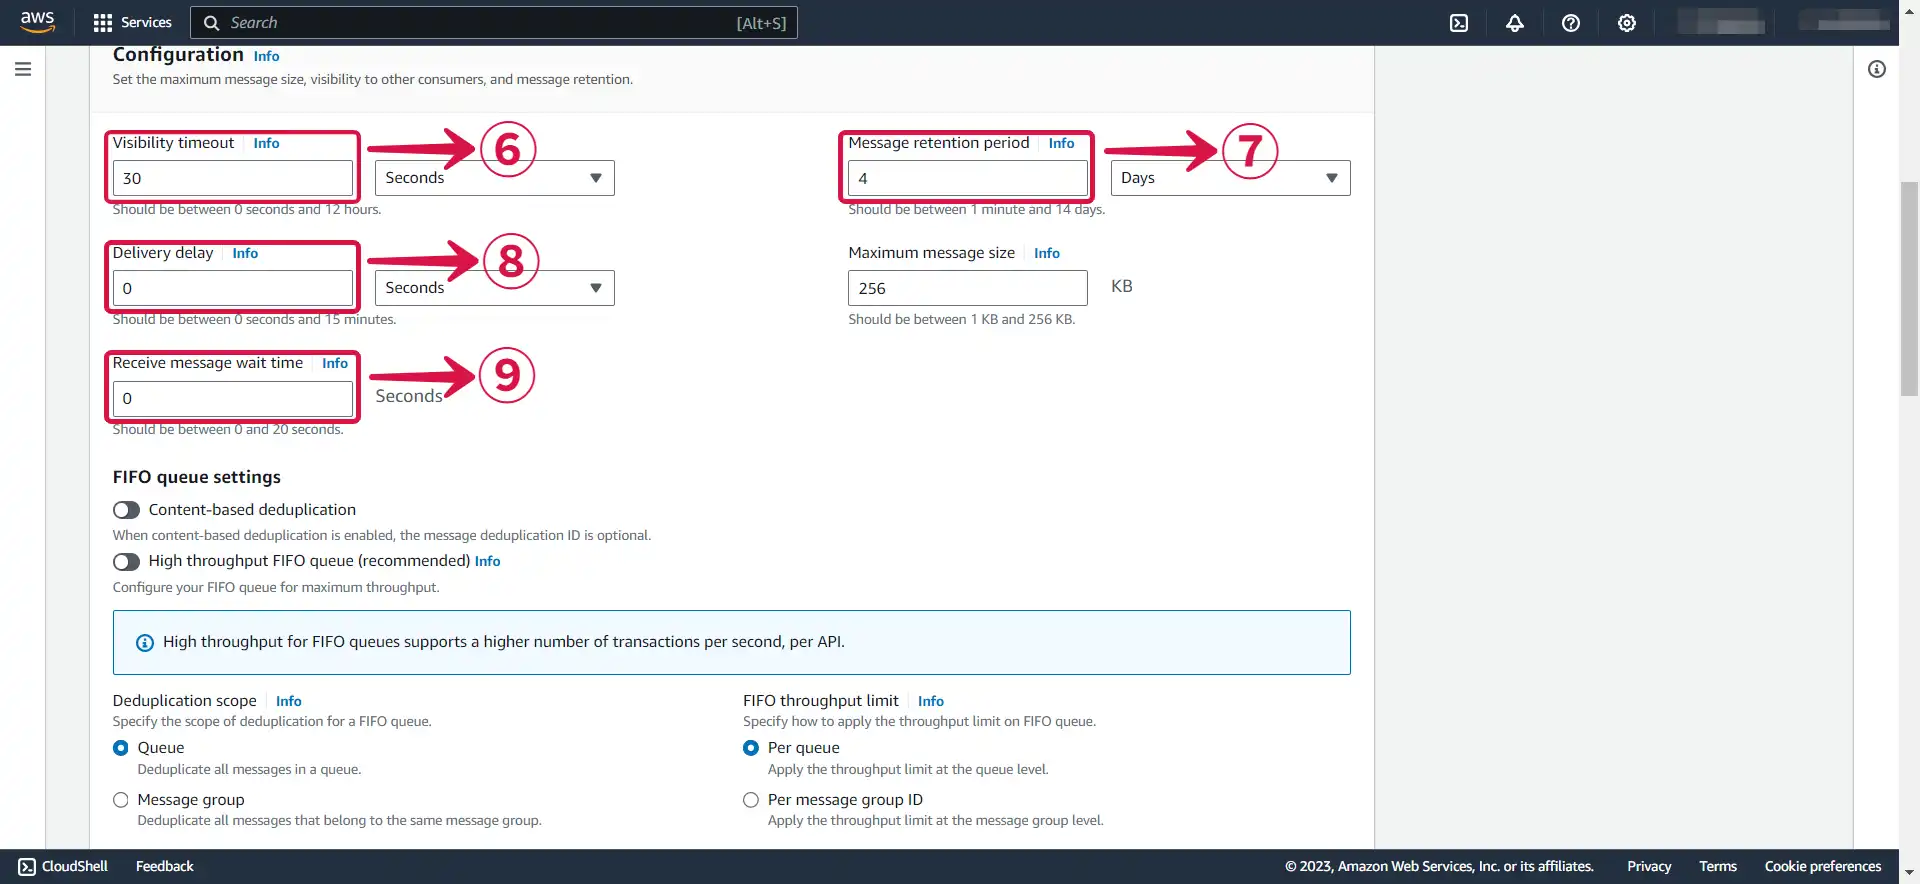 aws
Services
Search
[Alt+S]
Configuration Info
Set the maximum message size, visibility to other consumers, and message retention.
Visibility timeout Info
30
Seconds
6
Should be between 0 seconds and 12 hours.
Message retention period Info
4
Days
7
Should be between 1 minute and 14 days.
Delivery delay Info
0
Seconds
8
Should be between 0 seconds and 15 minutes.
Maximum message size Info
256
KB
Should be between 1 KB and 256 KB.
Receive message wait time Info
0
Seconds
9
Should be between 0 and 20 seconds.
FIFO queue settings
Content-based deduplication
When content-based deduplication is enabled, the message deduplication ID is optional.
High throughput FIFO queue (recommended) Info
Configure your FIFO queue for maximum throughput.
High throughput for FIFO queues supports a higher number of transactions per second, per API.
Deduplication scope Info
Specify the scope of deduplication for a FIFO queue.
Queue
Deduplicate all messages in a queue.
Message group
Deduplicate all messages that belong to the same message group.
FIFO throughput limit Info
Specify how to apply the throughput limit on FIFO queue.
Per queue
Apply the throughput limit at the queue level.
Per message group ID
Apply the throughput limit at the message group level.
CloudShell
Feedback
© 2023, Amazon Web Services, Inc. or its affiliates.
Privacy
Terms
Cookie preferences